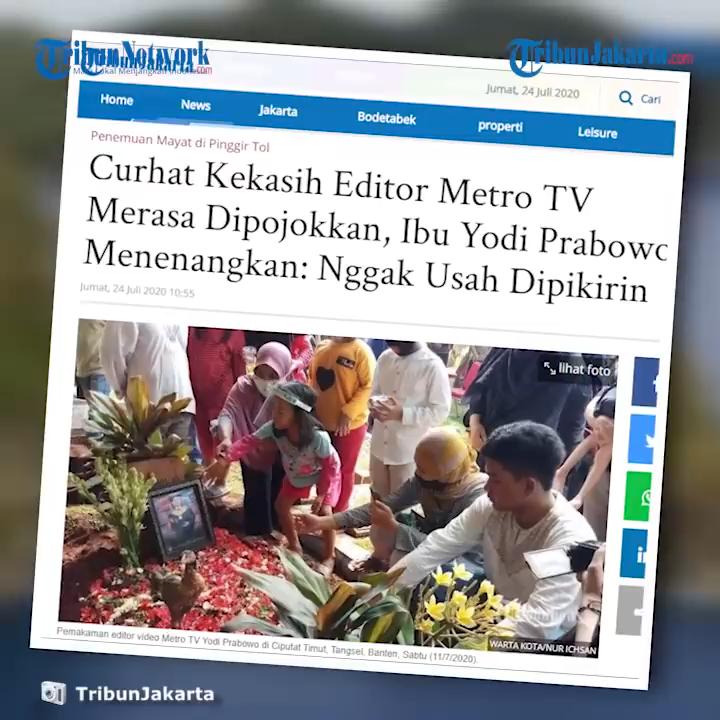 TribunNetwork
TribunJakarta.com
Jumat, 24 Juli 2020
Cari
Home
News
Jakarta
Bodetabek
properti
Leisure
Penemuan Mayat di Pinggir Tol
Curhat Kekasih Editor Metro TV
Merasa Dipojokkan, Ibu Yodi Prabowo
Menenangkan: Nggak Usah Dipikirin
Jumat, 24 Juli 2020 10:55
lihat foto
WARTA KOTA/NUR ICHSAN
Pemakaman editor video Metro TV Yodi Prabowo di Ciputat Timut, Tangsel, Banten, Sabtu (11/7/2020).
TribunJakarta